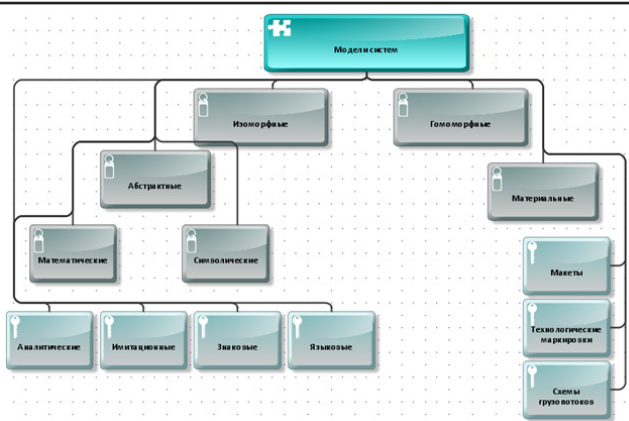 Модели систем
Изоморфные
Гомоморфные
Абстрактные
Материальные
Математические
Символические
Макеты
Аналитические
Имитационные
Знаковые
Языковые
Технологические
маркировки
Схемы
грузопотоков